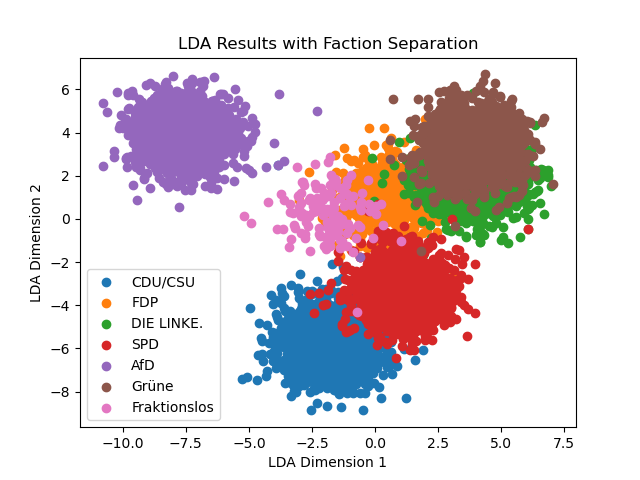 LDA Results with Faction Separation
LDA Dimension 2
6
4
2
0
−2
−4
−6
−8
CDU/CSU
FDP
DIE LINKE.
SPD
AfD
Grüne
Fraktionslos
−10.0 −7.5 −5.0 −2.5 0.0 2.5 5.0 7.5
LDA Dimension 1